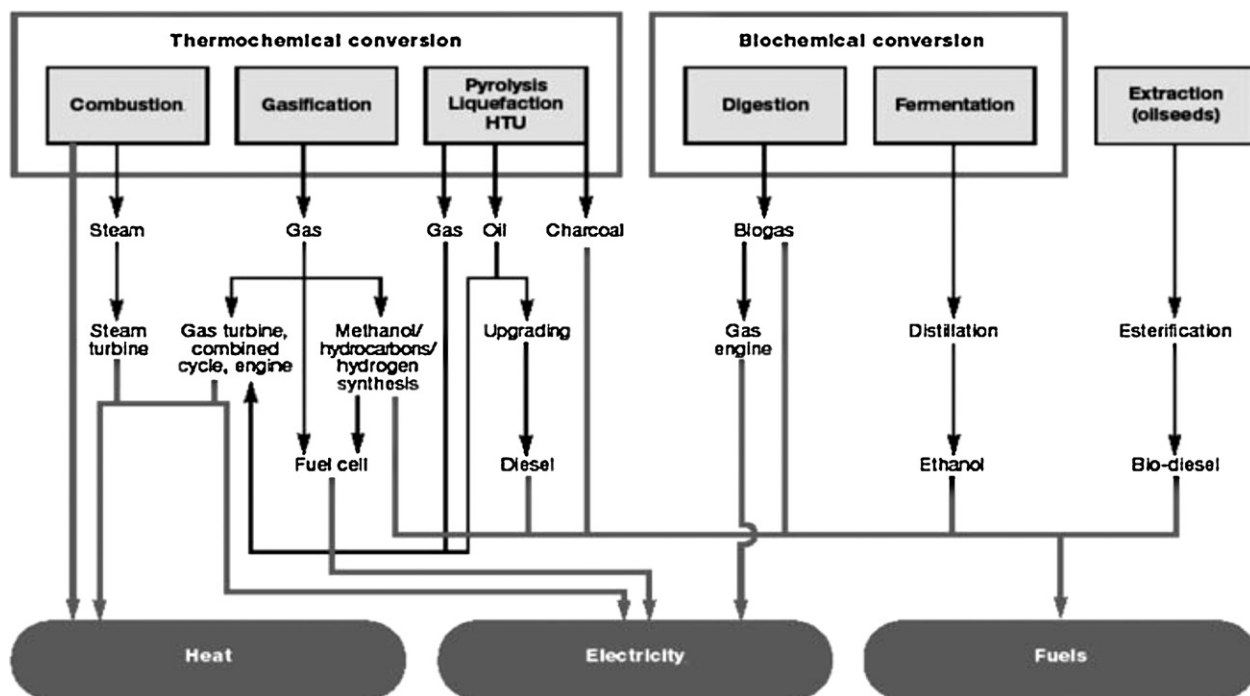 Thermochemical conversion
Biochemical conversion
Combustion
Gasification
Pyrolysis
Liquefaction
HTU
Digestion
Fermentation
Extraction
(oilseeds)
Steam
Gas
Gas
Oil
Charcoal
Biogas
Steam
turbine
Gas turbine,
combined
cycle, engine
Methanol/
hydrocarbons/
hydrogen
synthesis
Upgrading
Gas
engine
Distillation
Esterification
Fuel cell
Diesel
Ethanol
Bio-diesel
Heat
Electricity
Fuels